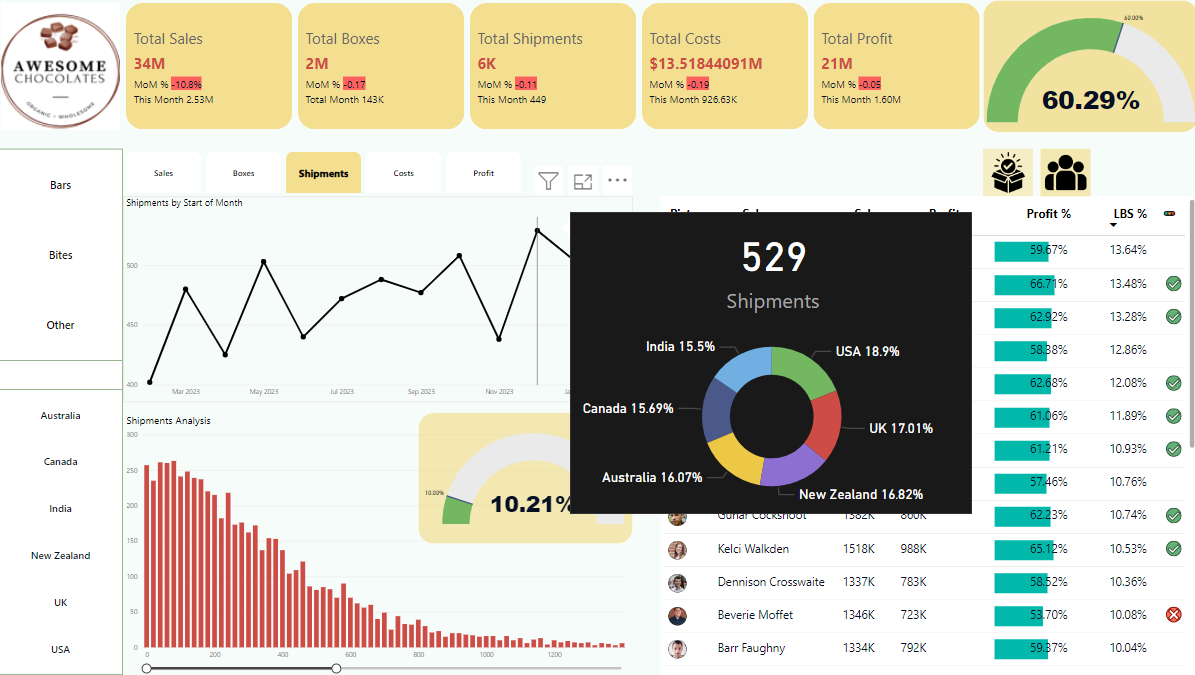 AWESOME
CHOCOLATES
ORGANIC • WHOLESOME
Total Sales
34M
MoM % -10.8%
This Month 2.53M
Total Boxes
2M
MoM % -0.17
Total Month 143K
Total Shipments
6K
MoM % -0.11
This Month 449
Total Costs
$13.51844091M
MoM % -0.19
This Month 926.63K
Total Profit
21M
MoM % -0.05
This Month 1.60M
60.00%
60.29%
Bars
Bites
Other
Australia
Canada
India
New Zealand
UK
USA
Sales
Boxes
Shipments
Costs
Profit
Shipments by Start of Month
500
450
400
Mar 2023
May 2023
Jul 2023
Sep 2023
Nov 2023
Shipments Analysis
300
250
200
150
100
50
0
0
200
400
600
800
1000
1200
10.00%
10.21%
529
Shipments
India 15.5%
USA 18.9%
Canada 15.69%
UK 17.01%
Australia 16.07%
New Zealand 16.82%
Profit % LBS %
59.67% 13.64%
66.71% 13.48%
62.92% 13.28%
58.38% 12.86%
62.68% 12.08%
61.06% 11.89%
61.21% 10.93%
57.46% 10.76%
Gunar Cockshoot 1382K 860K 62.23% 10.74%
Kelci Walkden 1518K 988K 65.12% 10.53%
Dennison Crosswaite 1337K 783K 58.52% 10.36%
Beverie Moffet 1346K 723K 53.70% 10.08%
Barr Faughny 1334K 792K 59.37% 10.04%